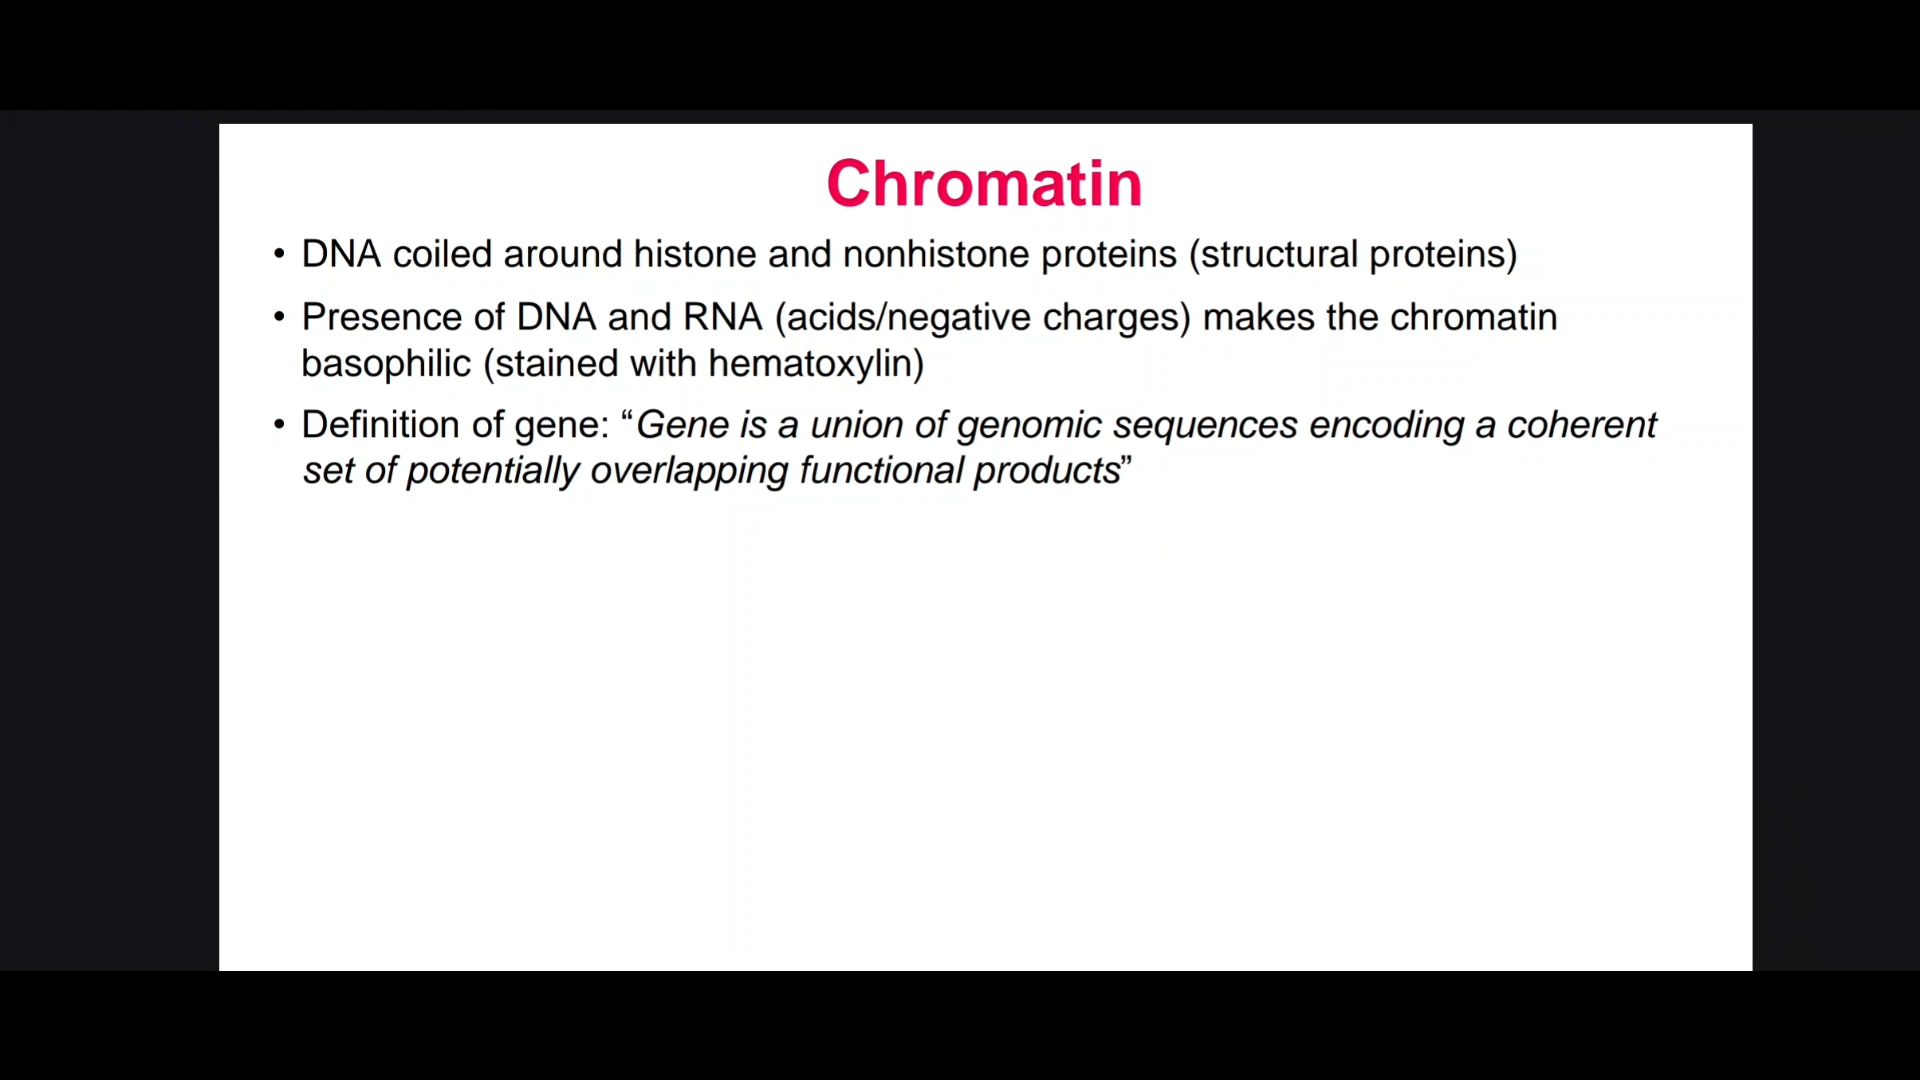 Chromatin
• DNA coiled around histone and nonhistone proteins (structural proteins)
• Presence of DNA and RNA (acids/negative charges) makes the chromatin
basophilic (stained with hematoxylin)
• Definition of gene: “Gene is a union of genomic sequences encoding a coherent
set of potentially overlapping functional products”